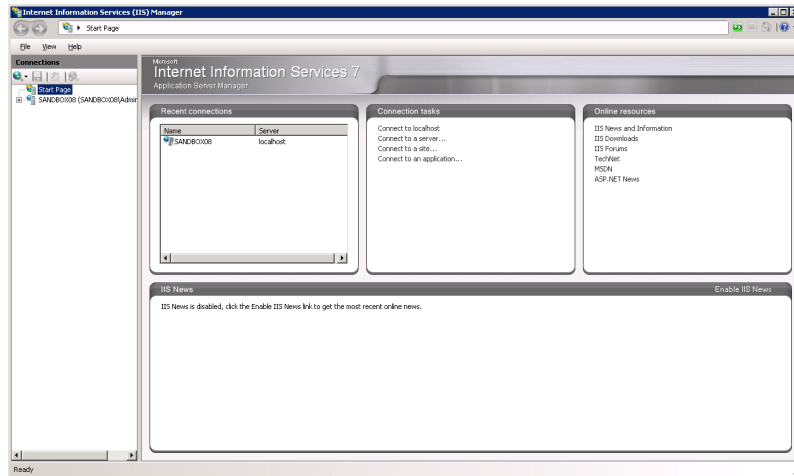 Internet Information Services (IIS) Manager
Start Page
File View Help
Connections
Start Page
SANDBOX08 (SANDBOX08\Admir
Microsoft
Internet Information Services 7
Application Server Manager
Recent connections
Name Server
SANDBOX08 localhost
Connection tasks
Connect to localhost
Connect to a server...
Connect to a site...
Connect to an application...
Online resources
IIS News and Information
IIS Downloads
IIS Forums
TechNet
MSDN
ASP.NET News
IIS News
Enable IIS News
IIS News is disabled, click the Enable IIS News link to get the most recent online news.
Ready